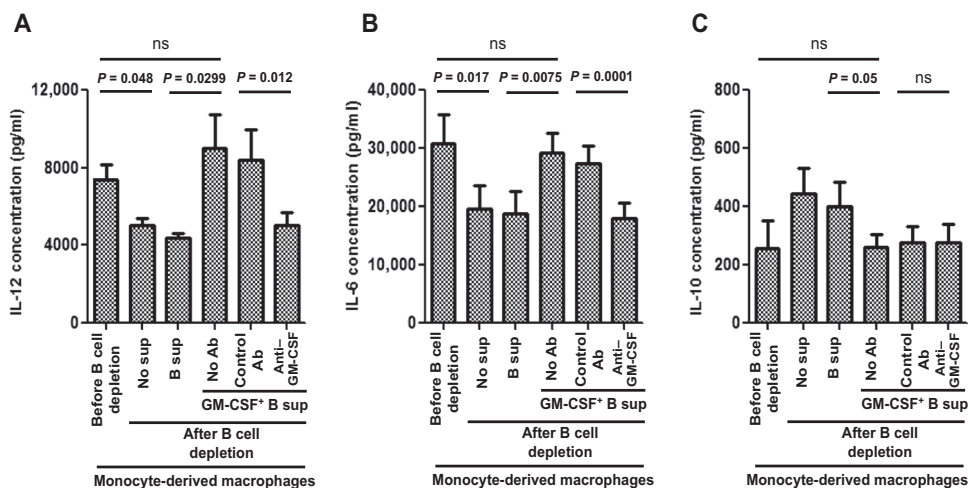 A
ns
P = 0.048
P = 0.0299
P = 0.012
12,000
8000
4000
0
IL-12 concentration (pg/ml)
Before B cell
depletion
No sup
B sup
No Ab
Control
Ab
Anti–
GM-CSF
GM-CSF⁺ B sup
After B cell
depletion
Monocyte-derived macrophages
B
ns
P = 0.017
P = 0.0075
P = 0.0001
40,000
30,000
20,000
10,000
0
IL-6 concentration (pg/ml)
Before B cell
depletion
No sup
B sup
No Ab
Control
Ab
Anti–
GM-CSF
GM-CSF⁺ B sup
After B cell
depletion
Monocyte-derived macrophages
C
ns
P = 0.05
ns
800
600
400
200
0
IL-10 concentration (pg/ml)
Before B cell
depletion
No sup
B sup
No Ab
Control
Ab
Anti–
GM-CSF
GM-CSF⁺ B sup
After B cell
depletion
Monocyte-derived macrophages